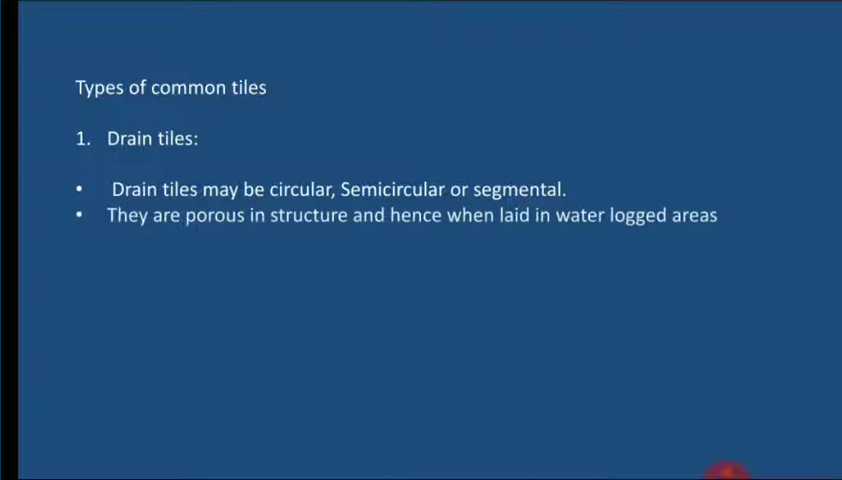 Types of common tiles
1. Drain tiles:
• Drain tiles may be circular, Semicircular or segmental.
• They are porous in structure and hence when laid in water logged areas